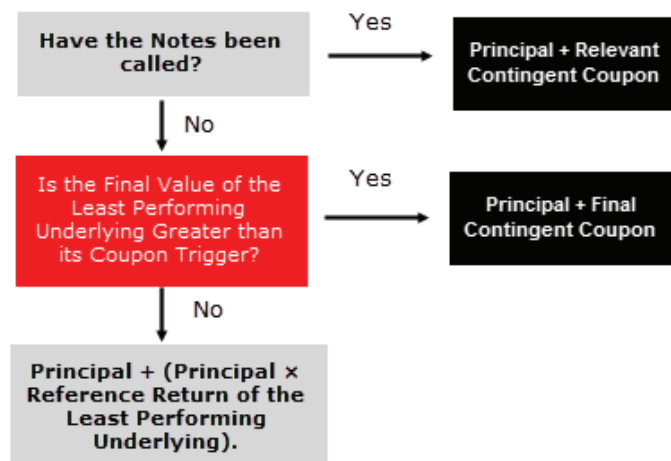 Have the Notes been
called?
Yes
Principal + Relevant
Contingent Coupon
No
Is the Final Value of the
Least Performing
Underlying Greater than
its Coupon Trigger?
Yes
Principal + Final
Contingent Coupon
No
Principal + (Principal ×
Reference Return of the
Least Performing
Underlying).